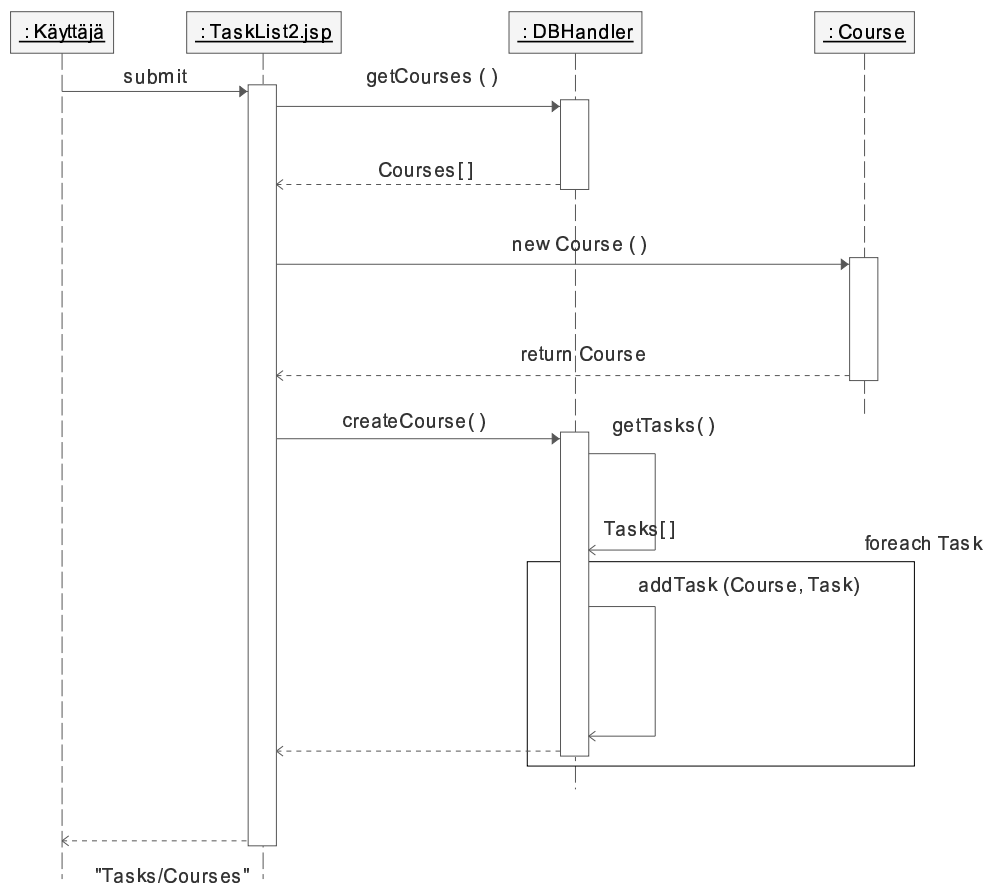 : Käyttäjä
: TaskList2.jsp
: DBHandler
: Course
submit
getCourses ( )
Courses[ ]
new Course ( )
return Course
createCourse( )
getTasks( )
Tasks[ ]
foreach Task
addTask (Course, Task)
"Tasks/Courses"